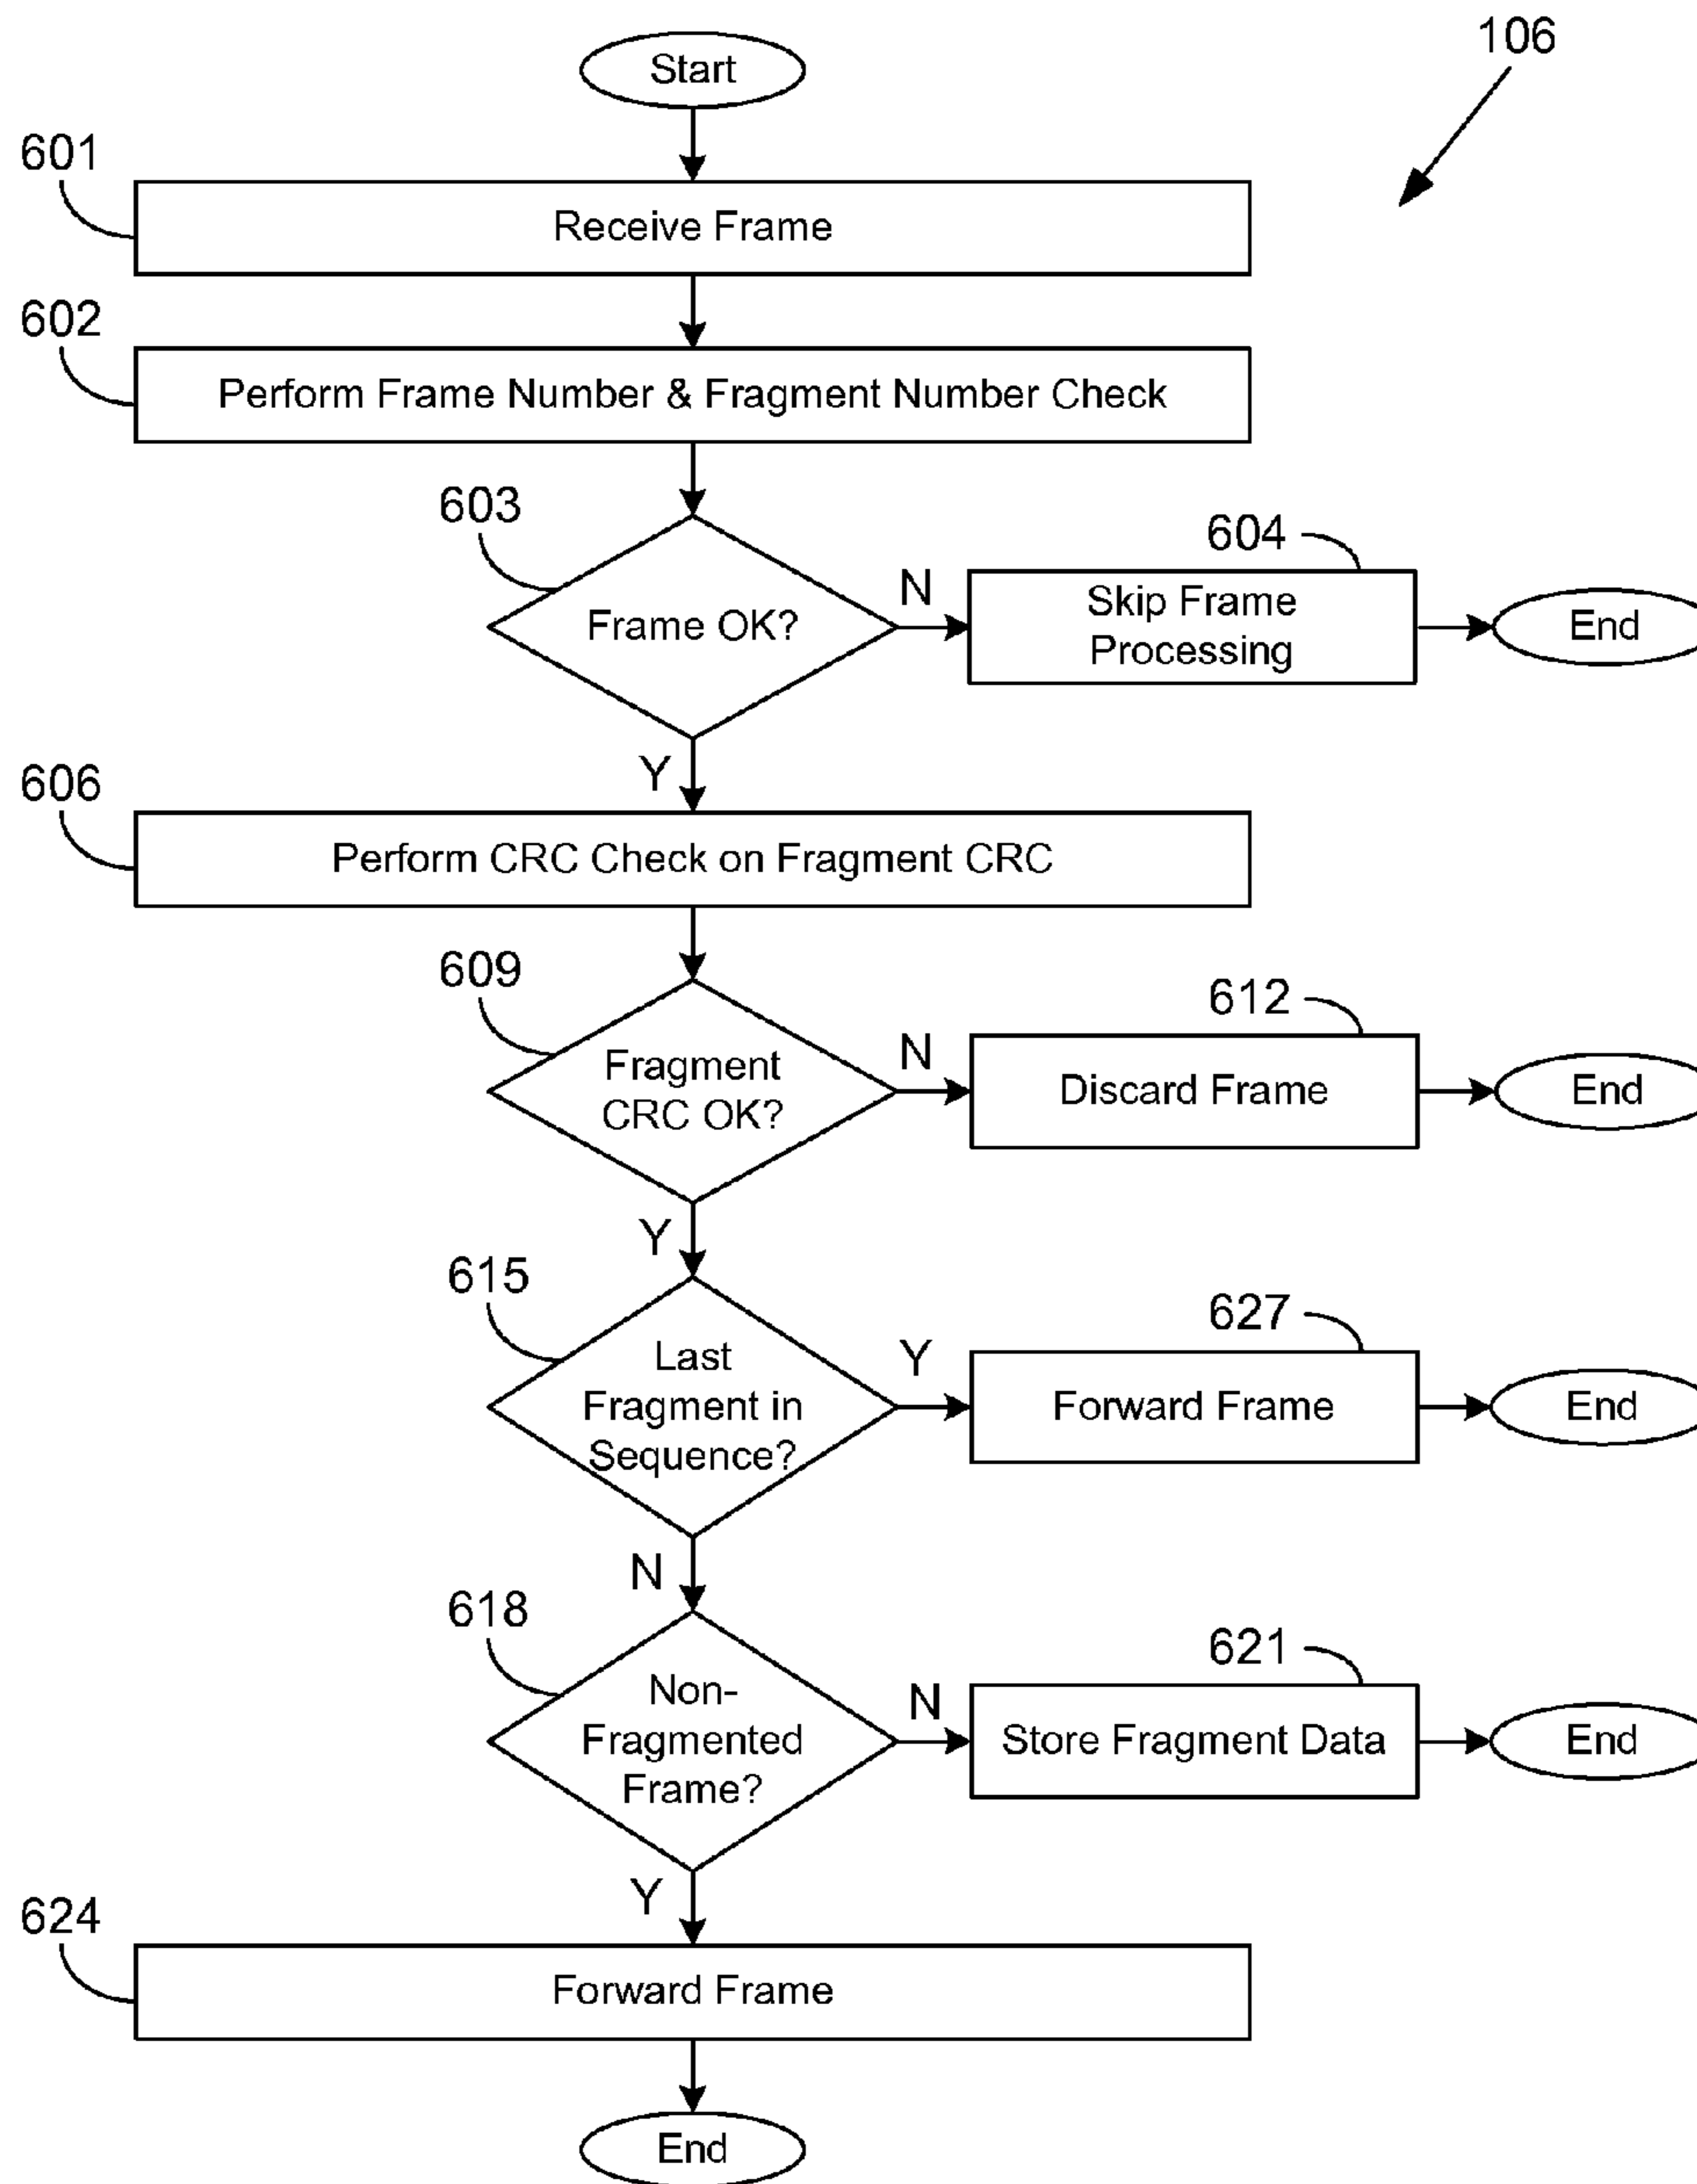 106
Start
601
Receive Frame
602
Perform Frame Number & Fragment Number Check
603
Frame OK?
N
604
Skip Frame
Processing
End
Y
606
Perform CRC Check on Fragment CRC
609
Fragment
CRC OK?
N
612
Discard Frame
End
Y
615
Last
Fragment in
Sequence?
Y
627
Forward Frame
End
N
618
Non-
Fragmented
Frame?
N
621
Store Fragment Data
End
Y
624
Forward Frame
End